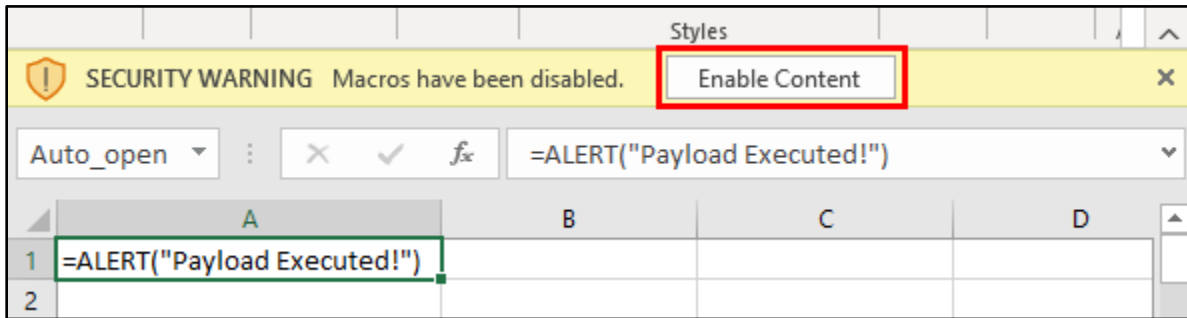 Styles
SECURITY WARNING Macros have been disabled. Enable Content
Auto_open fx =ALERT("Payload Executed!")
A B C D
1 =ALERT("Payload Executed!")
2